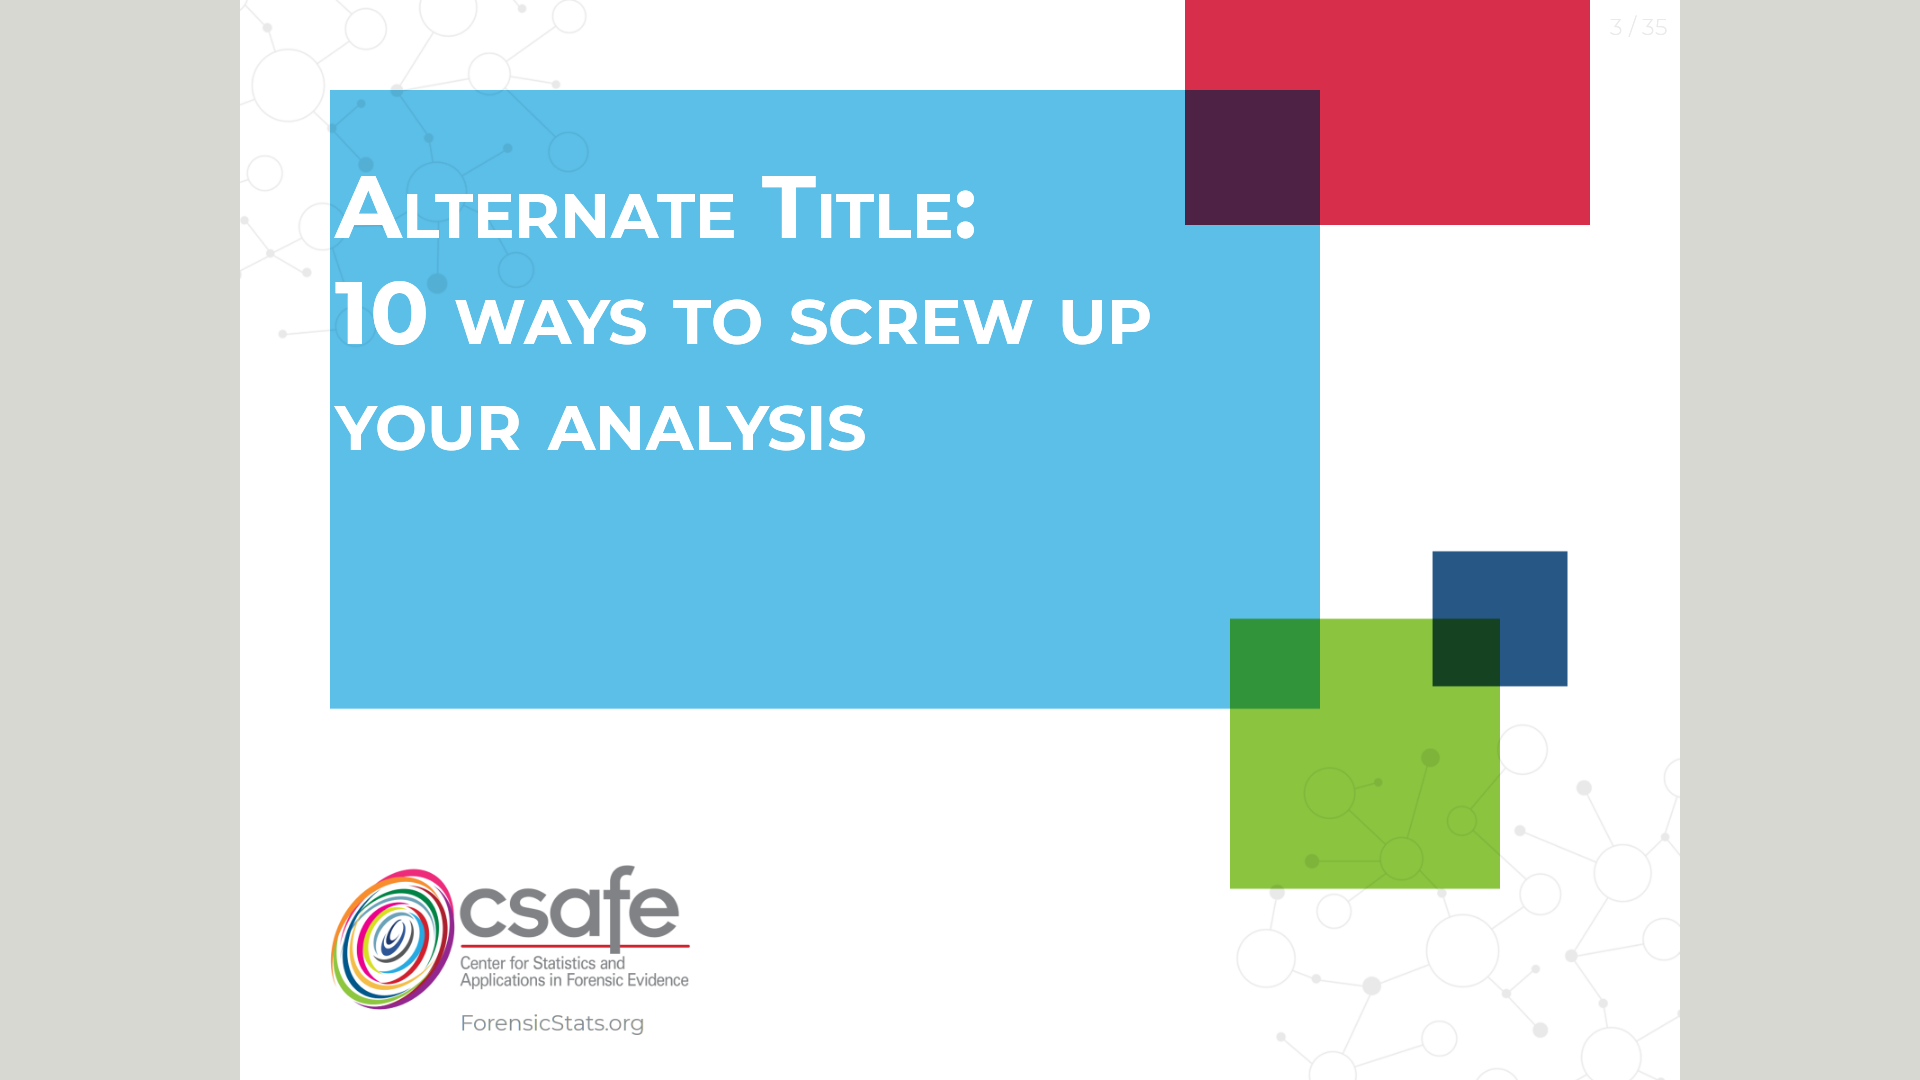 3 / 35
Alternate Title:
10 ways to screw up
your analysis
csafe
Center for Statistics and
Applications in Forensic Evidence
ForensicStats.org